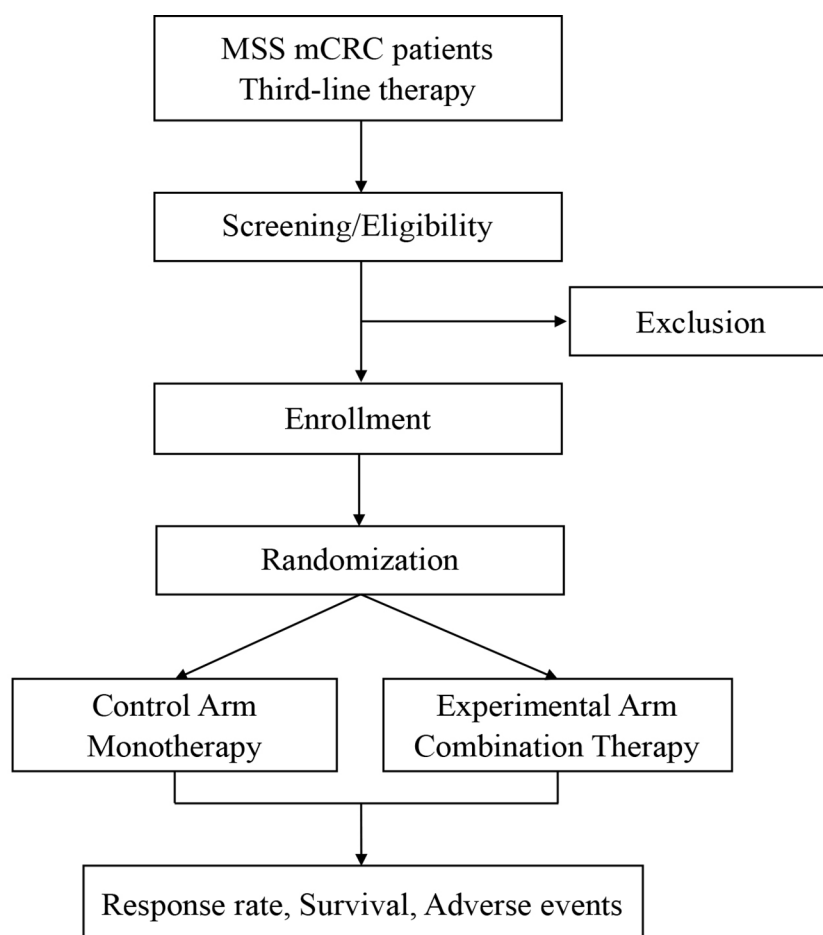 MSS mCRC patients
Third-line therapy
Screening/Eligibility
Exclusion
Enrollment
Randomization
Control Arm
Monotherapy
Experimental Arm
Combination Therapy
Response rate, Survival, Adverse events